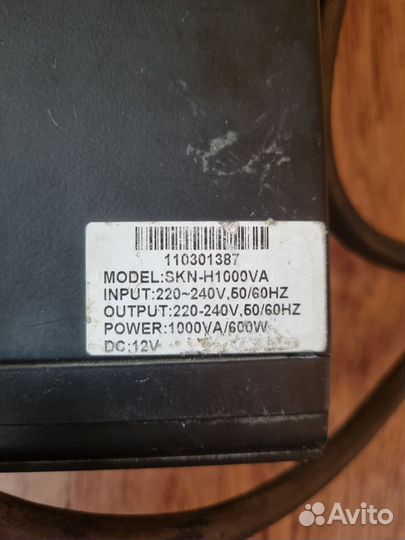 110301387
MODEL:SKN-H1000VA
INPUT:220~240V,50/60HZ
OUTPUT:220-240V,50/60HZ
POWER:1000VA/600W
DC:12V
Avito